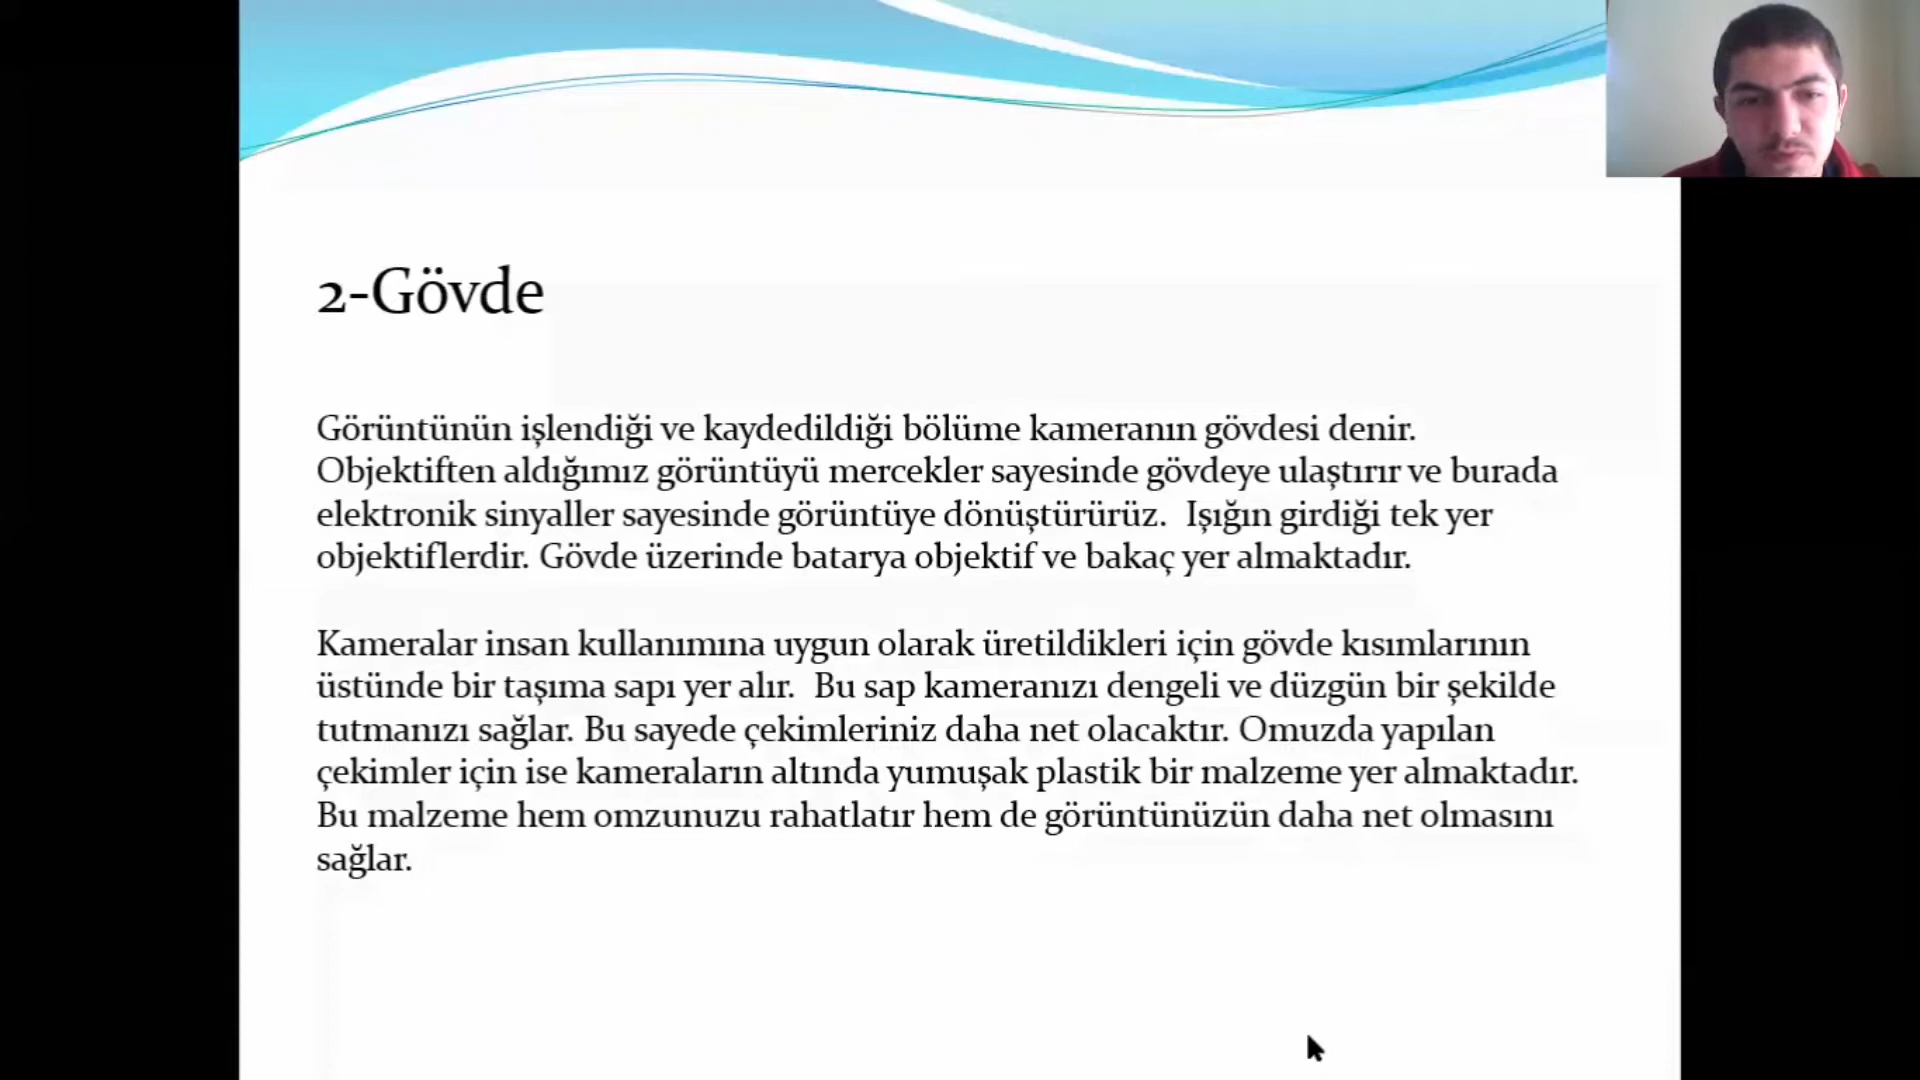 2-Gövde
Görüntünün işlendiği ve kaydedildiği bölüme kameranın gövdesi denir.
Objektiften aldığımız görüntüyü mercekler sayesinde gövdeye ulaştırır ve burada
elektronik sinyaller sayesinde görüntüye dönüştürürüz.  Işığın girdiği tek yer
objektiflerdir. Gövde üzerinde batarya objektif ve bakaç yer almaktadır.
Kameralar insan kullanımına uygun olarak üretildikleri için gövde kısımlarının
üstünde bir taşıma sapı yer alır.  Bu sap kameranızı dengeli ve düzgün bir şekilde
tutmanızı sağlar. Bu sayede çekimleriniz daha net olacaktır. Omuzda yapılan
çekimler için ise kameraların altında yumuşak plastik bir malzeme yer almaktadır.
Bu malzeme hem omzunuzu rahatlatır hem de görüntünüzün daha net olmasını
sağlar.